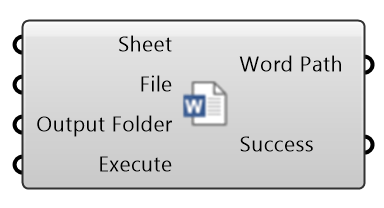 Sheet
File
Output Folder
Execute
W
Word Path
Success